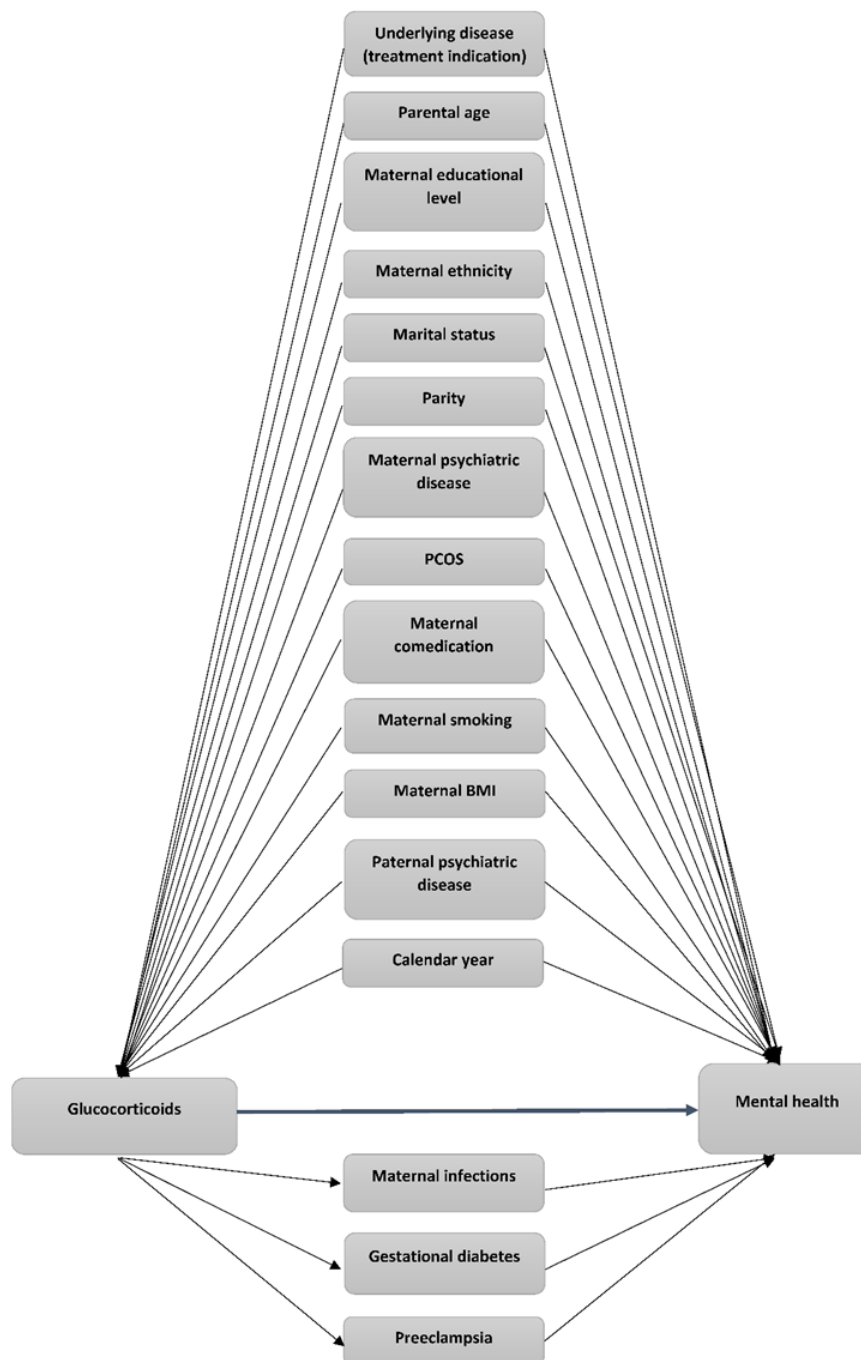 Underlying disease
(treatment indication)
Parental age
Maternal educational
level
Maternal ethnicity
Marital status
Parity
Maternal psychiatric
disease
PCOS
Maternal
comedication
Maternal smoking
Maternal BMI
Paternal psychiatric
disease
Calendar year
Glucocorticoids
Mental health
Maternal infections
Gestational diabetes
Preeclampsia